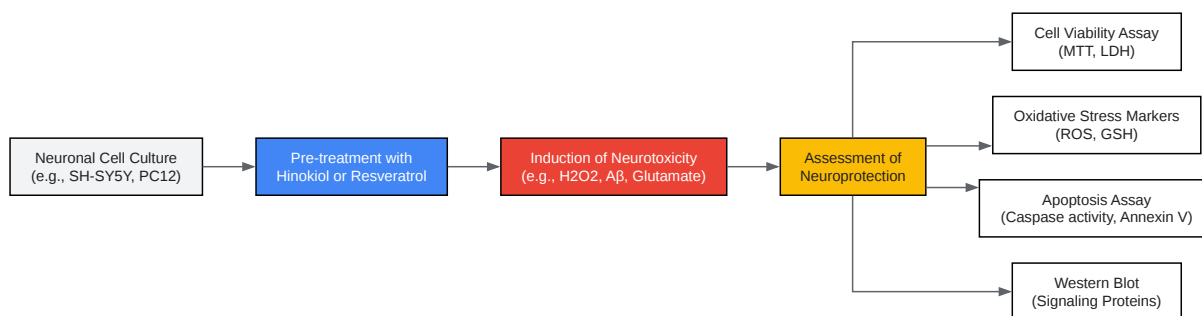 Neuronal Cell Culture
(e.g., SH-SY5Y, PC12)
Pre-treatment with
Hinokiol or Resveratrol
Induction of Neurotoxicity
(e.g., H2O2, Aβ, Glutamate)
Assessment of
Neuroprotection
Cell Viability Assay
(MTT, LDH)
Oxidative Stress Markers
(ROS, GSH)
Apoptosis Assay
(Caspase activity, Annexin V)
Western Blot
(Signaling Proteins)